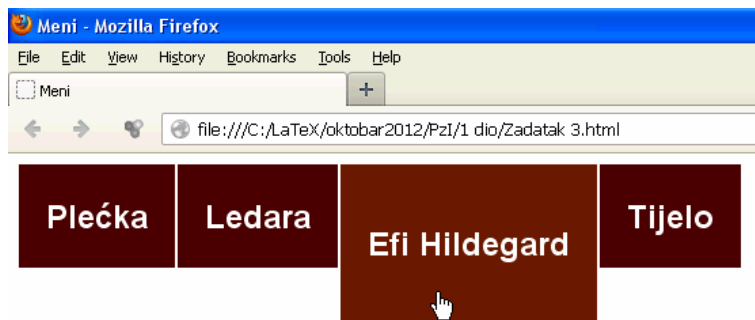 Meni - Mozilla Firefox
File Edit View History Bookmarks Tools Help
Meni +
file:///C:/LaTeX/oktobar2012/PzI/1 dio/Zadatak 3.html
Plećka Ledara Efi Hildegard Tijelo